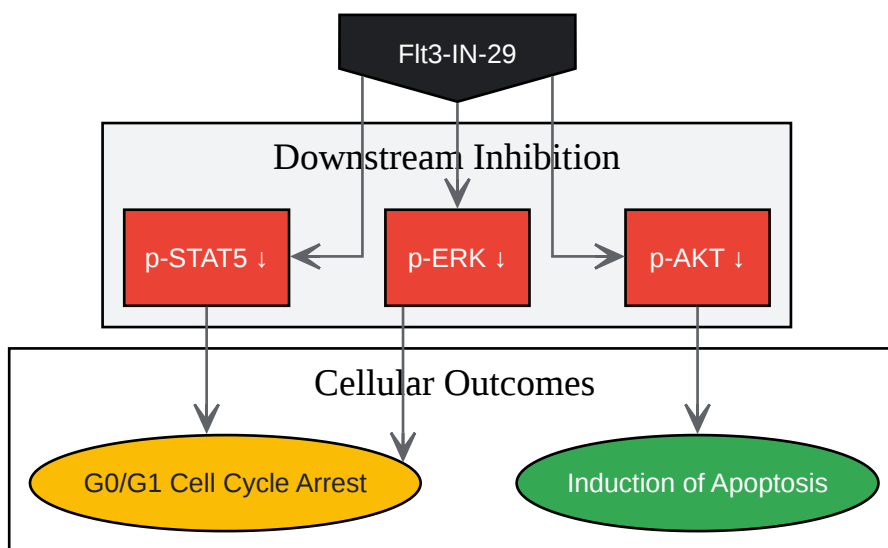 Flt3-IN-29
Downstream Inhibition
p-STAT5 ↓
p-ERK ↓
p-AKT ↓
Cellular Outcomes
G0/G1 Cell Cycle Arrest
Induction of Apoptosis